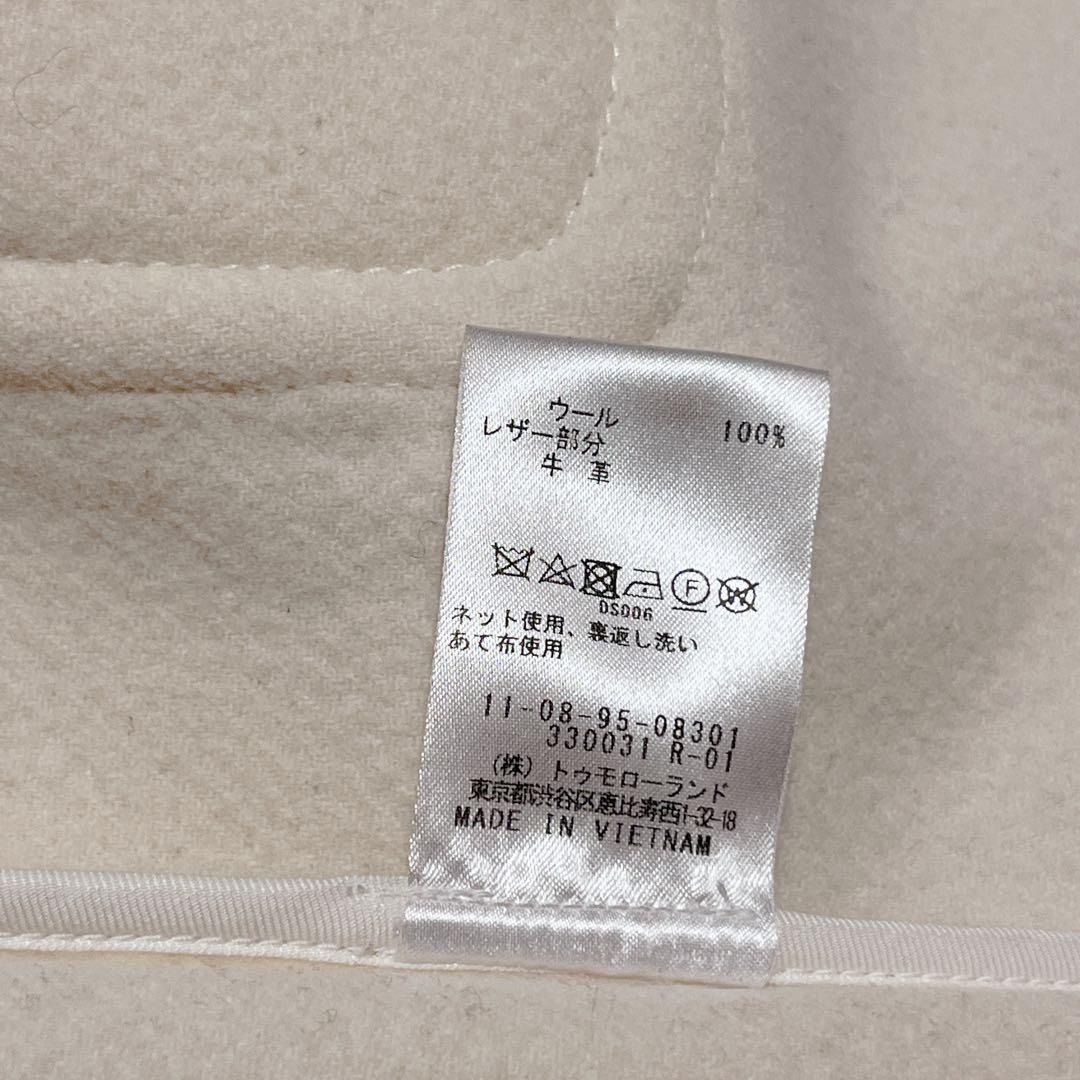 ウール 100%
レザー部分
牛 革
F W
DS006
ネット使用、裏返し洗い
あて布使用
11-08-95-08301
330031 R-01
(株) トゥモローランド
東京都渋谷区恵比寿西1-32-18
MADE IN VIETNAM